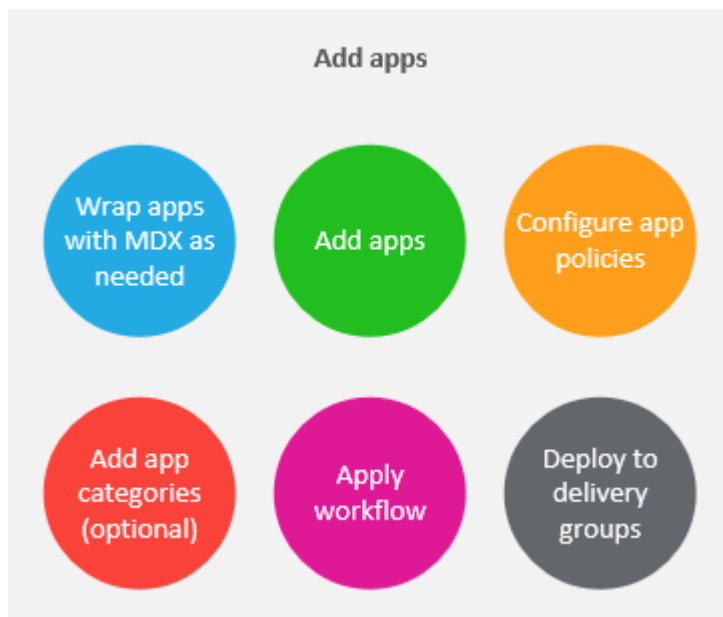 Add apps
Wrap apps
with MDX as
needed
Add apps
Configure app
policies
Add app
categories
(optional)
Apply
workflow
Deploy to
delivery
groups